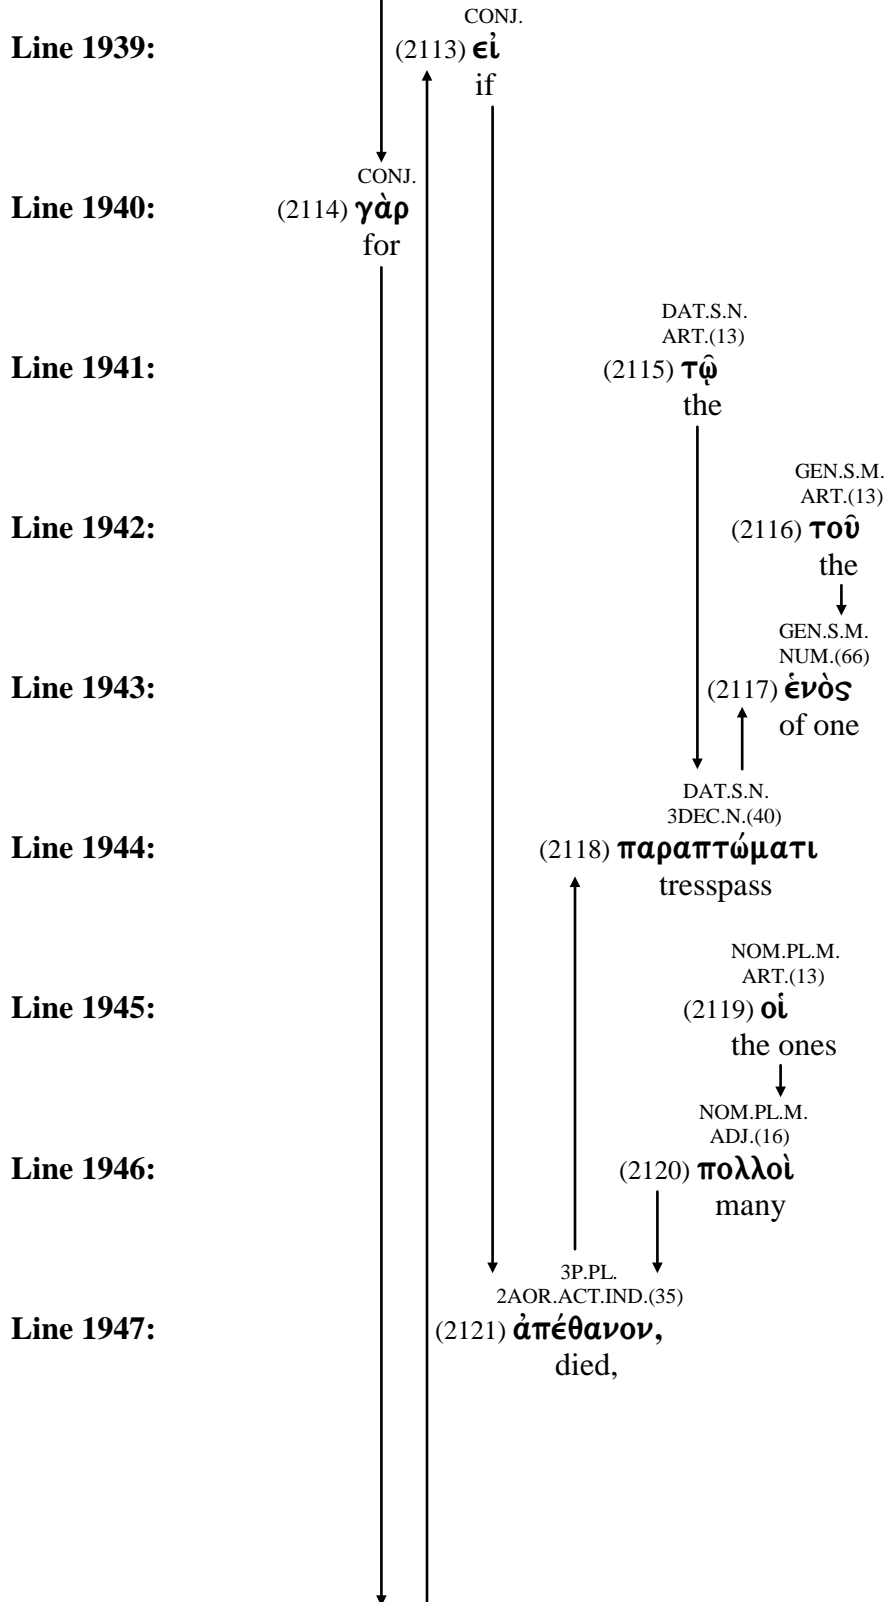 CONJ.
Line 1939: (2113) εἰ
if
CONJ.
Line 1940: (2114) γὰρ
for
DAT.S.N.
ART.(13)
Line 1941: (2115) τῷ
the
GEN.S.M.
ART.(13)
Line 1942: (2116) τοῦ
the
GEN.S.M.
NUM.(66)
Line 1943: (2117) ἑνὸς
of one
DAT.S.N.
3DEC.N.(40)
Line 1944: (2118) παραπτώματι
tresspass
NOM.PL.M.
ART.(13)
Line 1945: (2119) οἱ
the ones
NOM.PL.M.
ADJ.(16)
Line 1946: (2120) πολλοὶ
many
3P.PL.
2AOR.ACT.IND.(35)
Line 1947: (2121) ἀπέθανον,
died,